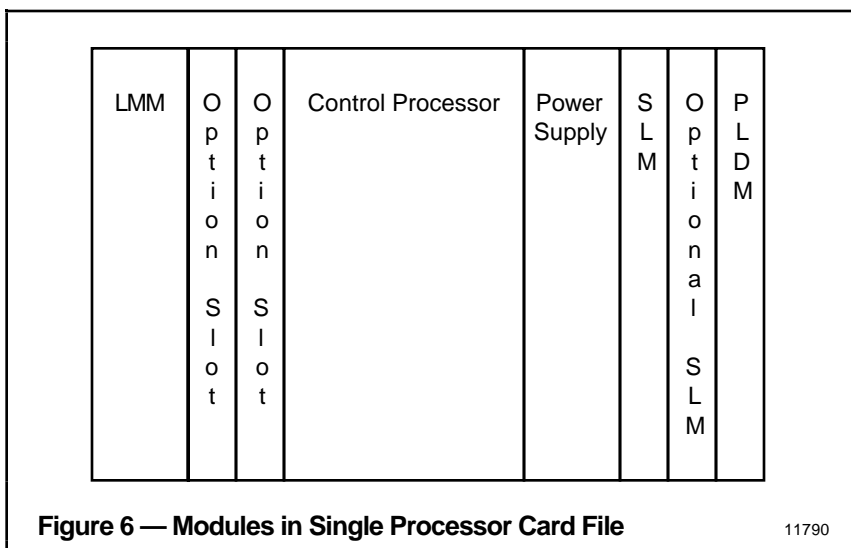 LMM
Option Slot
Option Slot
Control Processor
Power
Supply
SLM
Optional SLM
PLDM
Figure 6 — Modules in Single Processor Card File
11790